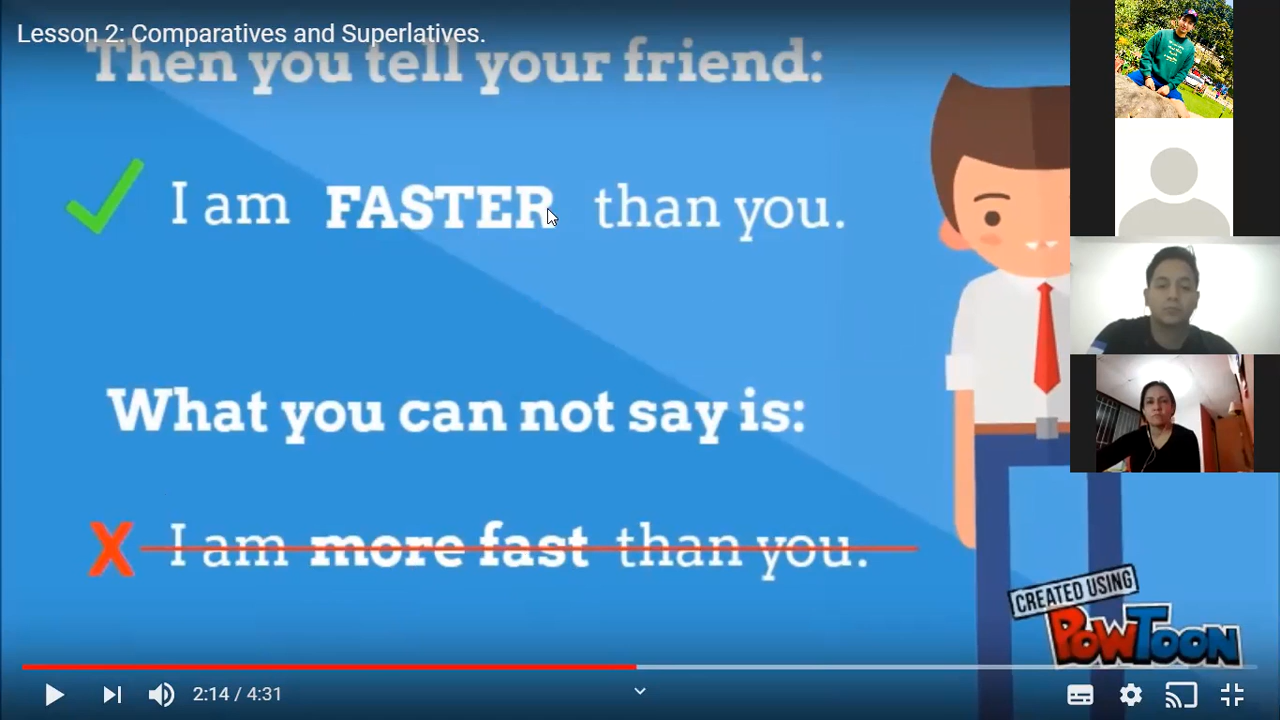 Lesson 2: Comparatives and Superlatives.
Then you tell your friend:
I am FASTER than you.
What you can not say is:
X I am more fast than you.
CREATED USING
POWTOON
2:14 / 4:31